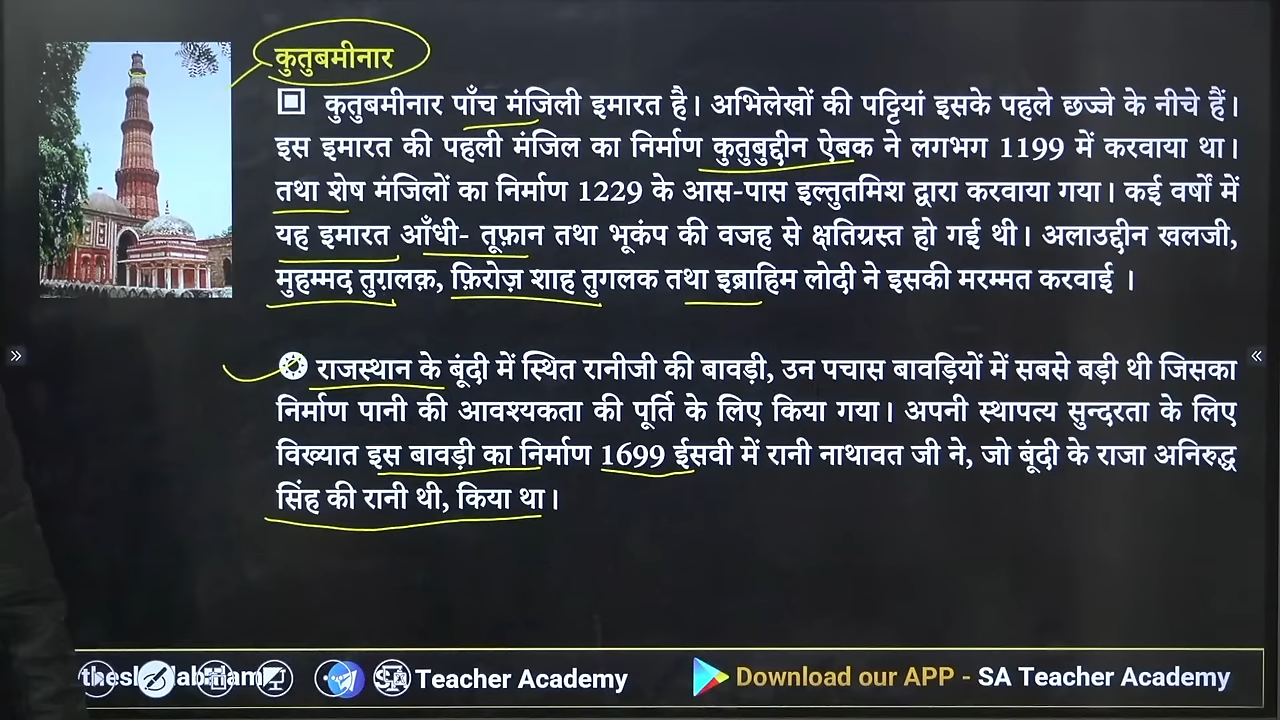 कुतुबमीनार
कुतुबमीनार पाँच मंजिली इमारत है। अभिलेखों की पट्टियां इसके पहले छज्जे के नीचे हैं।
इस इमारत की पहली मंजिल का निर्माण कुतुबुद्दीन ऐबक ने लगभग 1199 में करवाया था।
तथा शेष मंजिलों का निर्माण 1229 के आस-पास इल्तुतमिश द्वारा करवाया गया। कई वर्षों में
यह इमारत आँधी- तूफ़ान तथा भूकंप की वजह से क्षतिग्रस्त हो गई थी। अलाउद्दीन खलजी,
मुहम्मद तुग़लक़, फ़िरोज़ शाह तुगलक तथा इब्राहिम लोदी ने इसकी मरम्मत करवाई ।
राजस्थान के बूंदी में स्थित रानीजी की बावड़ी, उन पचास बावड़ियों में सबसे बड़ी थी जिसका
निर्माण पानी की आवश्यकता की पूर्ति के लिए किया गया। अपनी स्थापत्य सुन्दरता के लिए
विख्यात इस बावड़ी का निर्माण 1699 ईसवी में रानी नाथावत जी ने, जो बूंदी के राजा अनिरुद्ध
सिंह की रानी थी, किया था।
Teacher Academy
Download our APP - SA Teacher Academy